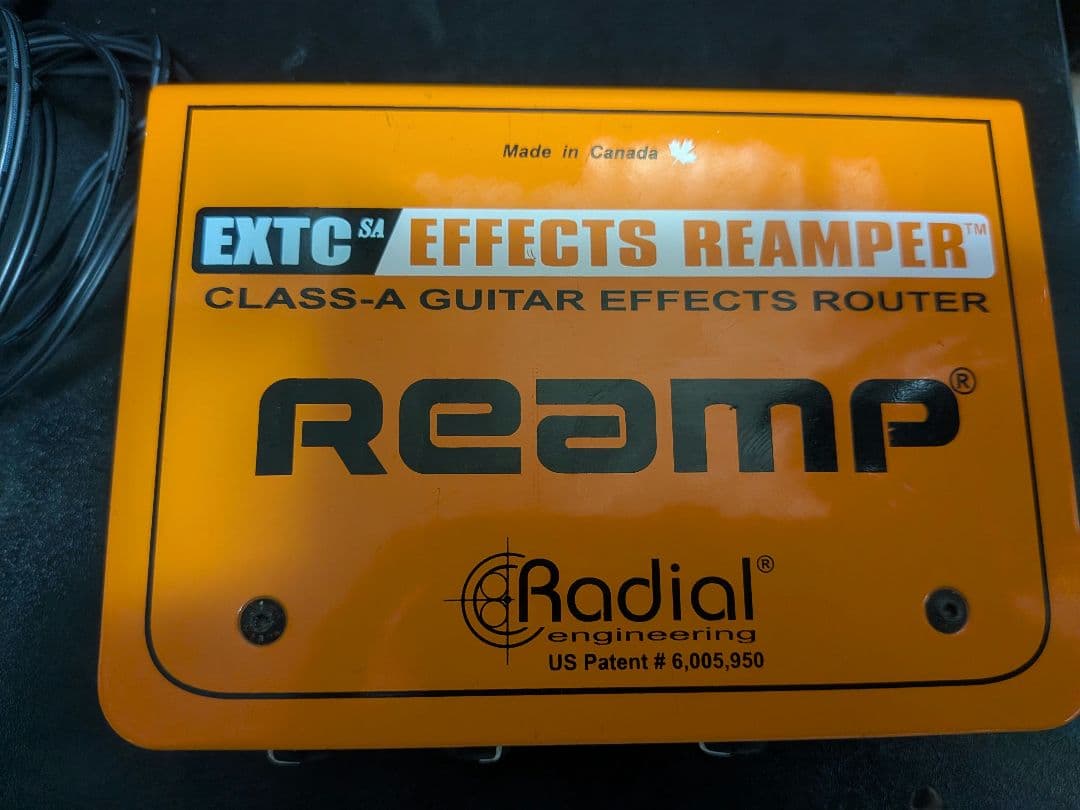 Made in Canada
EXTC SA EFFECTS REAMPER™
CLASS-A GUITAR EFFECTS ROUTER
REAMP®
Radial®
engineering
US Patent # 6,005,950